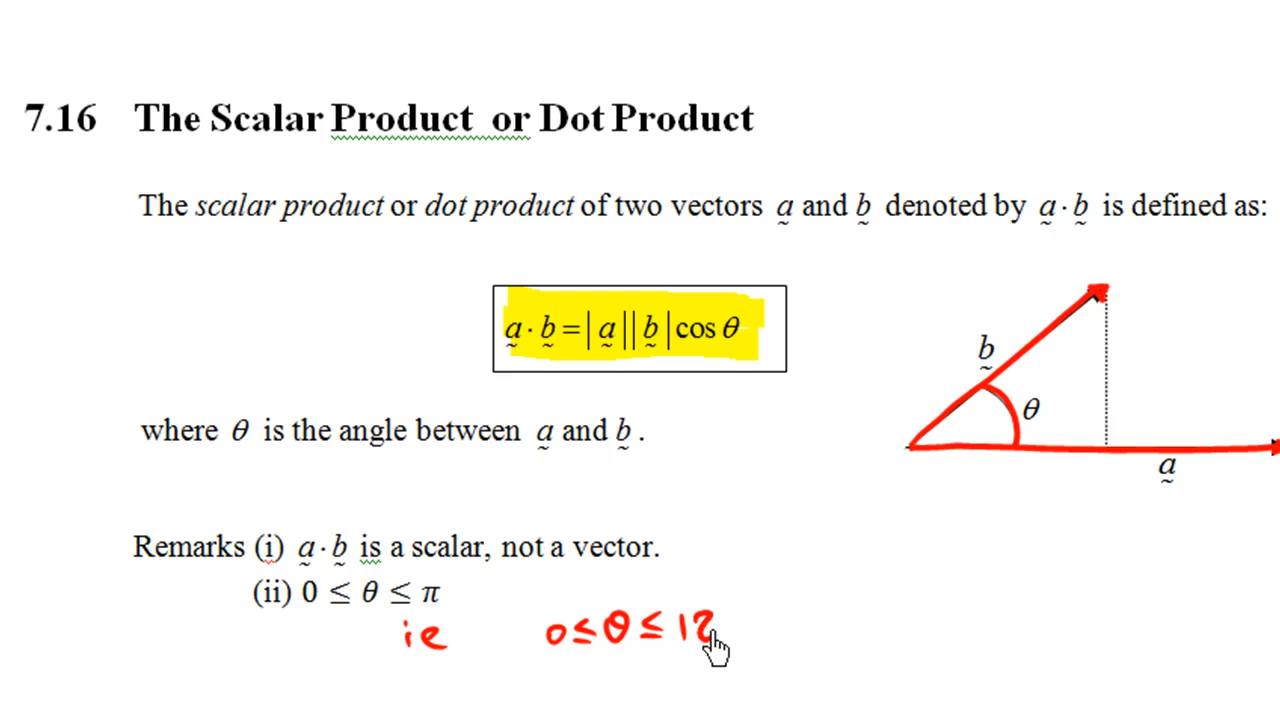 7.16 The Scalar Product or Dot Product
The scalar product or dot product of two vectors a and b denoted by a · b is defined as:
a · b = | a || b | cos θ
b
θ
a
where θ is the angle between a and b .
Remarks (i) a · b is a scalar, not a vector.
(ii) 0 ≤ θ ≤ π
ie 0 ≤ θ ≤ 1